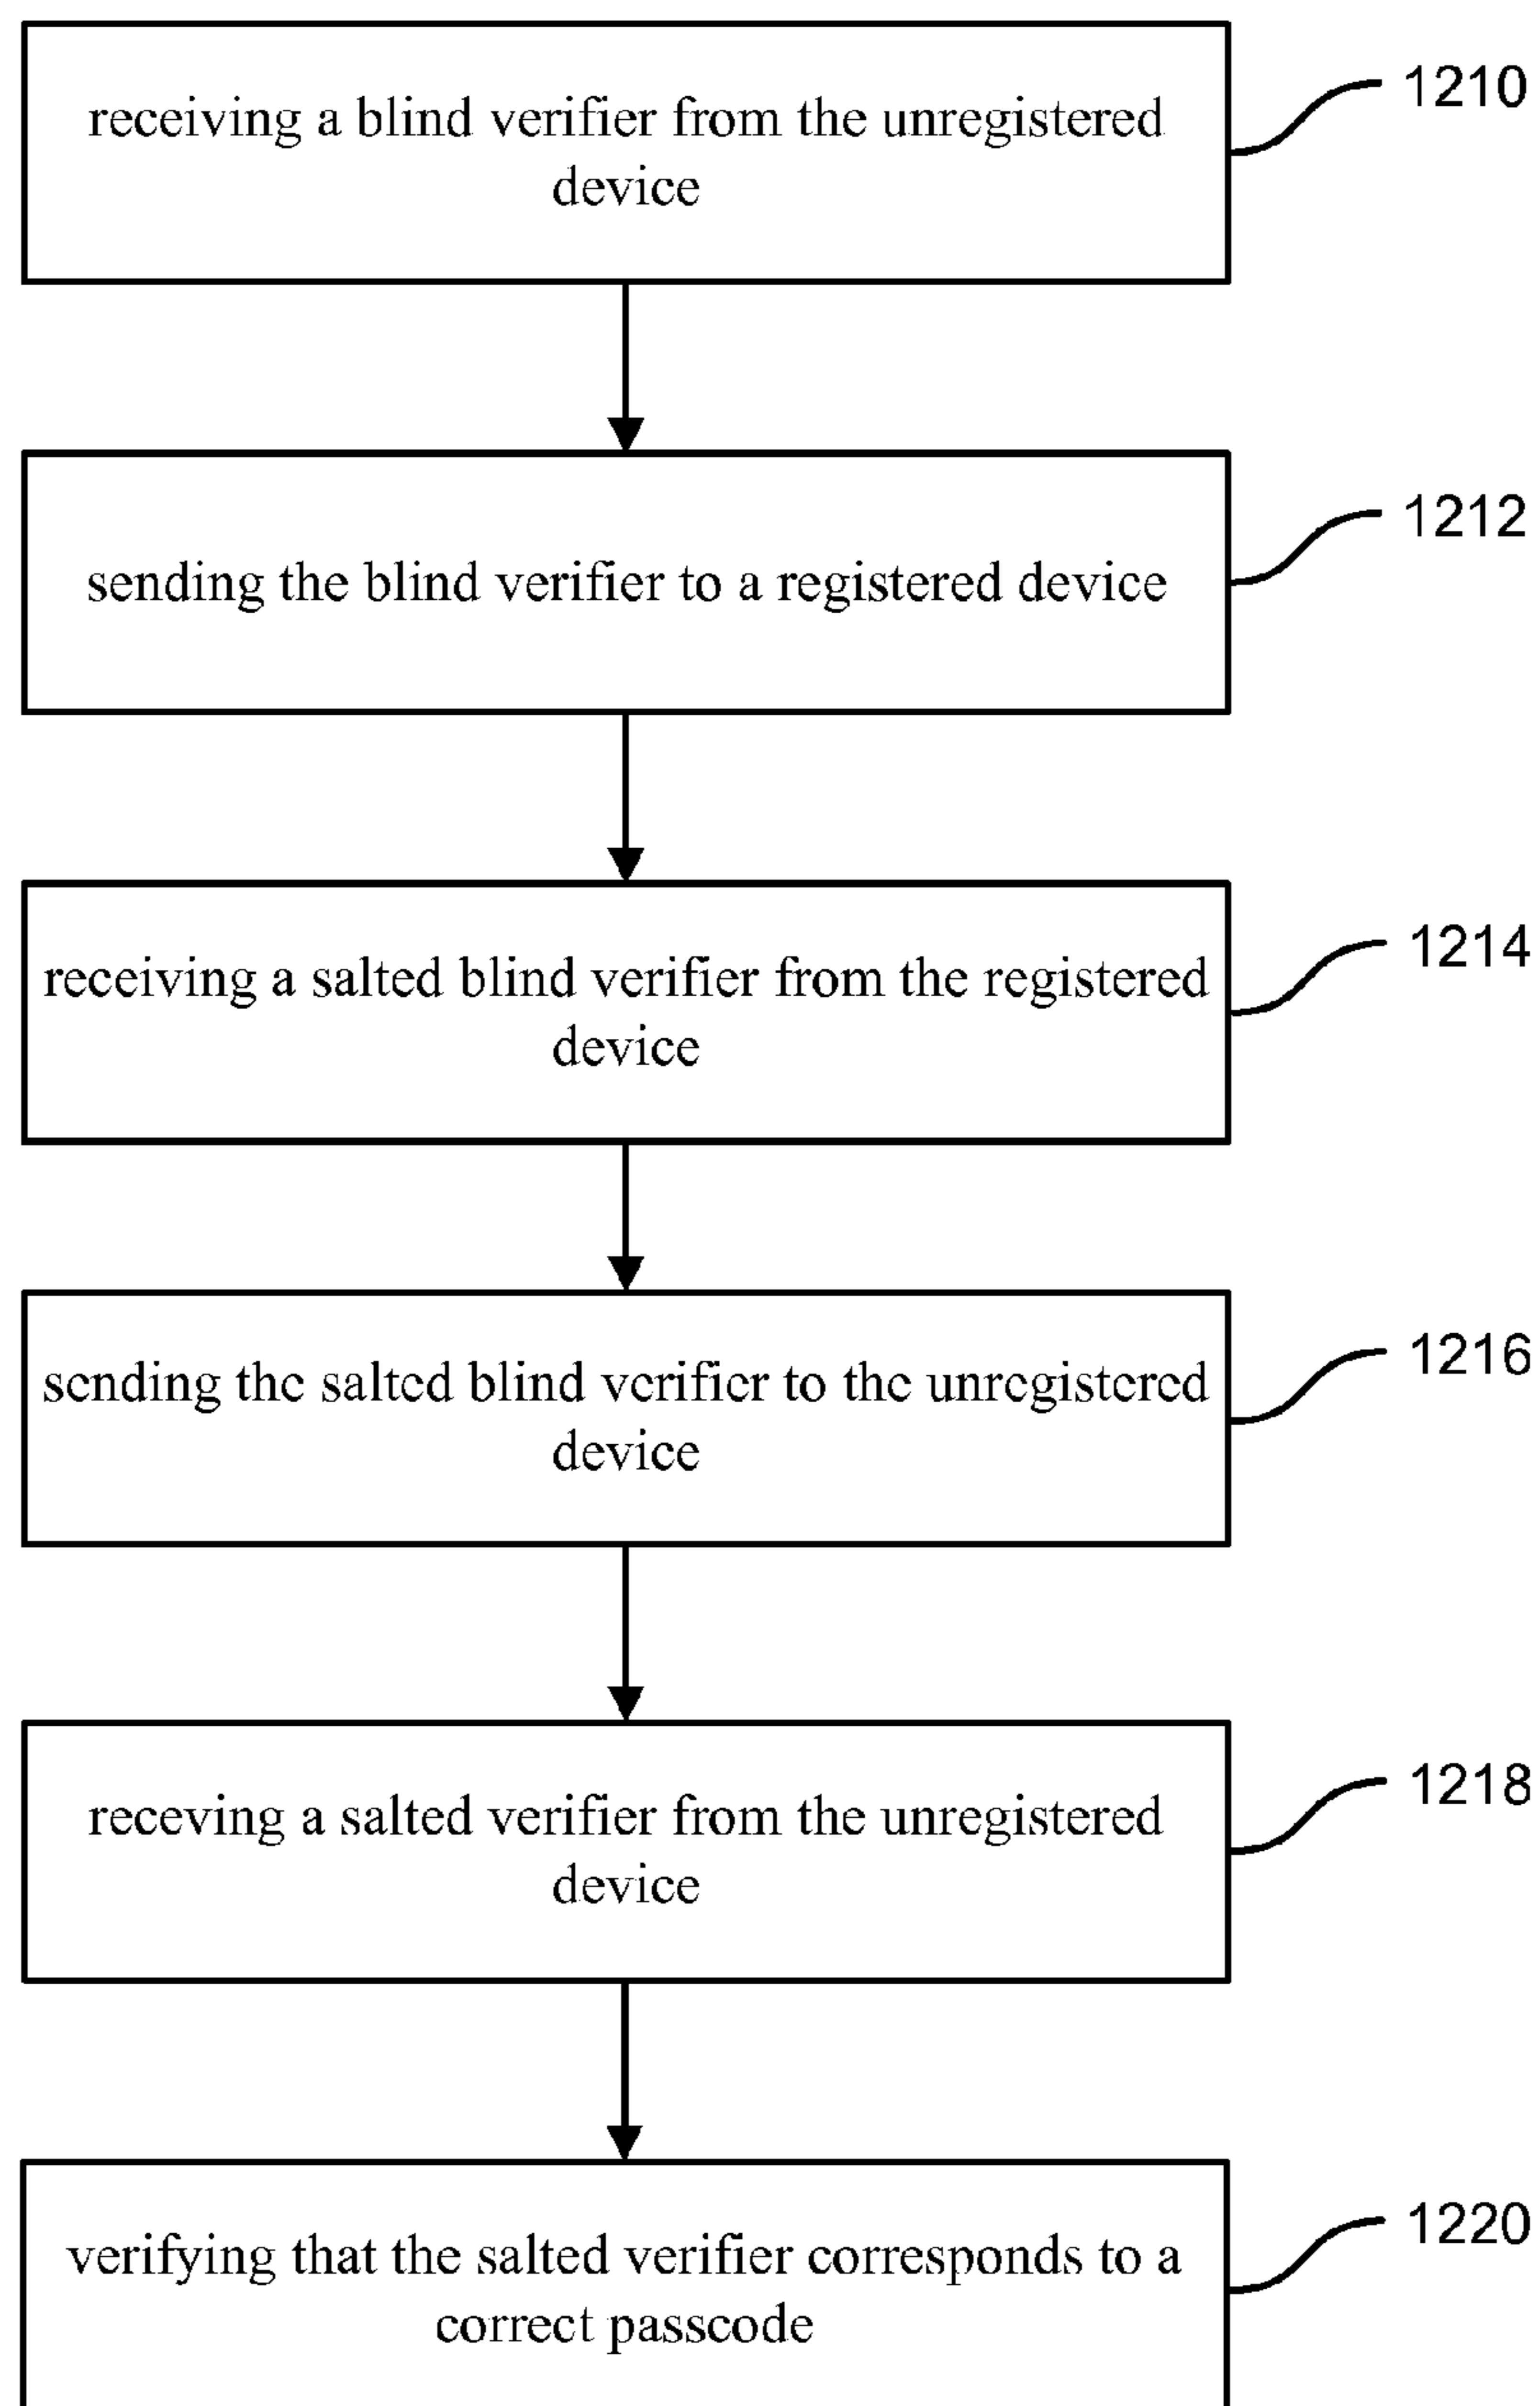 receiving a blind verifier from the unregistered
device
1210
sending the blind verifier to a registered device
1212
receiving a salted blind verifier from the registered
device
1214
sending the salted blind verifier to the unregistered
device
1216
receving a salted verifier from the unregistered
device
1218
verifying that the salted verifier corresponds to a
correct passcode
1220